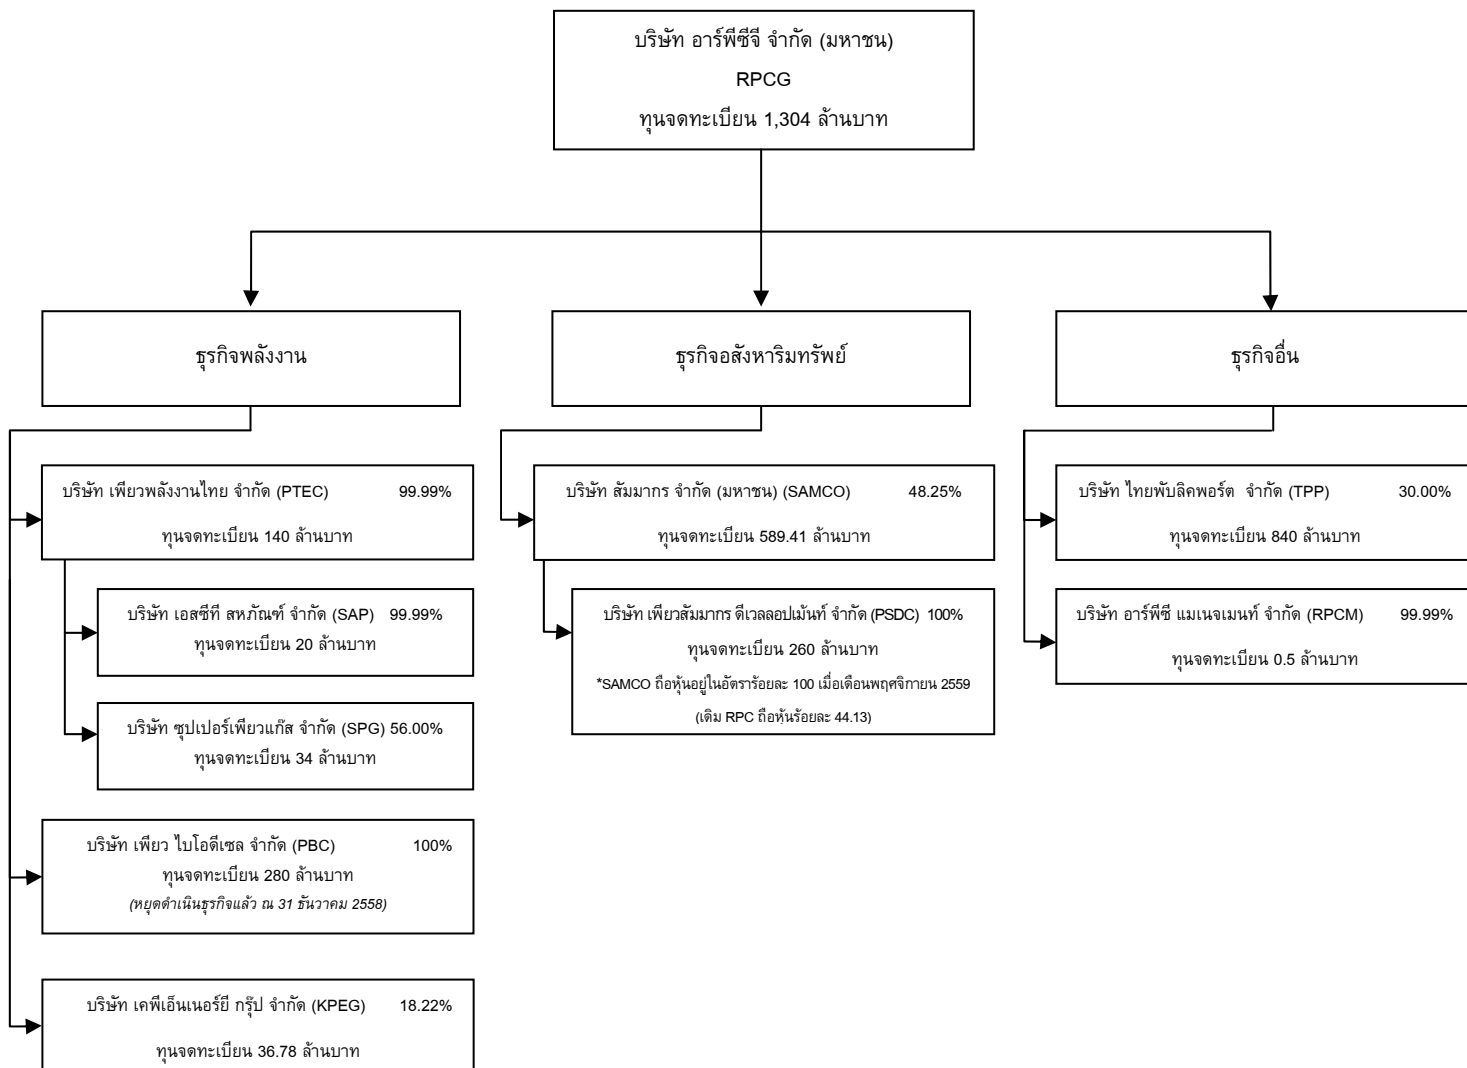 บริษัท อาร์พีซีจี จำกัด (มหาชน)
RPCG
ทุนจดทะเบียน 1,304 ล้านบาท
ธุรกิจพลังงาน
ธุรกิจอสังหาริมทรัพย์
ธุรกิจอื่น
บริษัท เพียวพลังงานไทย จำกัด (PTEC) 99.99%
ทุนจดทะเบียน 140 ล้านบาท
บริษัท เอสซีที สหภัณฑ์ จำกัด (SAP) 99.99%
ทุนจดทะเบียน 20 ล้านบาท
บริษัท ซุปเปอร์เพียวแก๊ส จำกัด (SPG) 56.00%
ทุนจดทะเบียน 34 ล้านบาท
บริษัท เพียว ไบโอดีเซล จำกัด (PBC) 100%
ทุนจดทะเบียน 280 ล้านบาท
(หยุดดำเนินธุรกิจแล้ว ณ 31 ธันวาคม 2558)
บริษัท เคพีเอ็นเนอร์ยี กรุ๊ป จำกัด (KPEG) 18.22%
ทุนจดทะเบียน 36.78 ล้านบาท
บริษัท สัมมากร จำกัด (มหาชน) (SAMCO) 48.25%
ทุนจดทะเบียน 589.41 ล้านบาท
บริษัท เพียวสัมมากร ดีเวลลอปเม้นท์ จำกัด (PSDC) 100%
ทุนจดทะเบียน 260 ล้านบาท
*SAMCO ถือหุ้นอยู่ในอัตราร้อยละ 100 เมื่อเดือนพฤศจิกายน 2559
(เดิม RPC ถือหุ้นร้อยละ 44.13)
บริษัท ไทยพับลิคพอร์ต จำกัด (TPP) 30.00%
ทุนจดทะเบียน 840 ล้านบาท
บริษัท อาร์พีซี แมเนจเมนท์ จำกัด (RPCM) 99.99%
ทุนจดทะเบียน 0.5 ล้านบาท